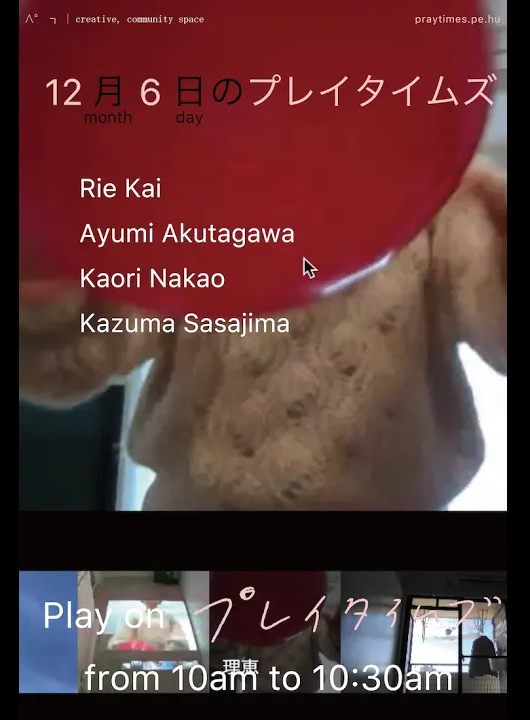 creative, community space
praytimes.pe.hu
12月6日のプレイタイムズ
month day
Rie Kai
Ayumi Akutagawa
Kaori Nakao
Kazuma Sasajima
Play on プレイタイムズ
理恵
from 10am to 10:30am